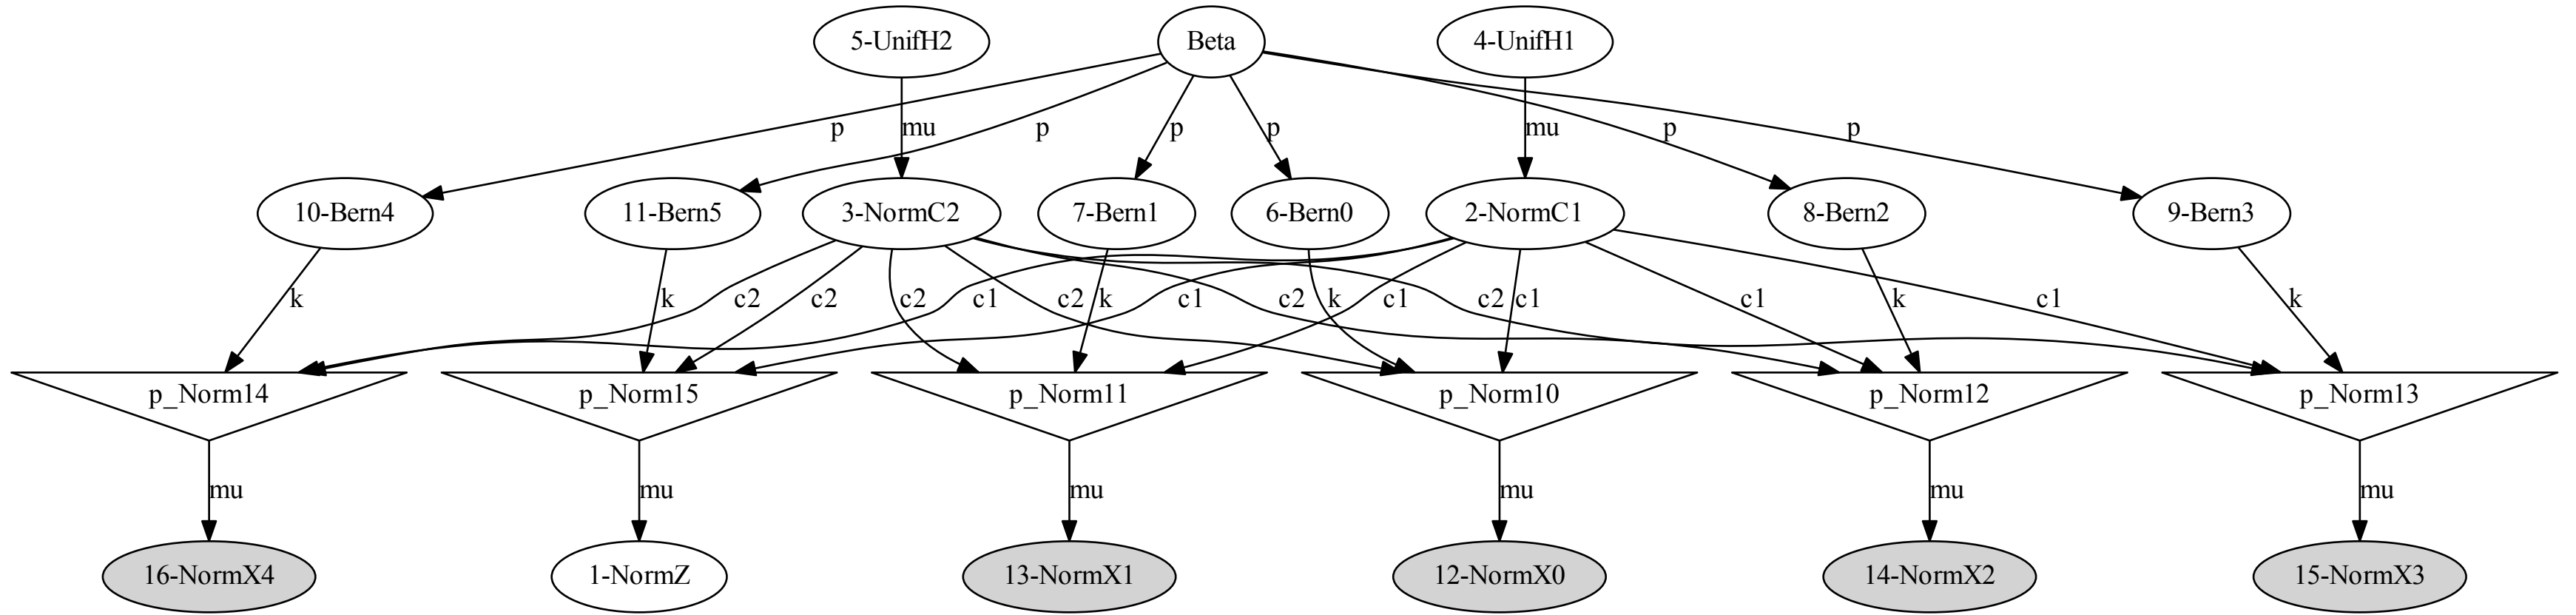 5-UnifH2 Beta 4-UnifH1
p p mu p p mu p p
10-Bern4 11-Bern5 3-NormC2 7-Bern1 6-Bern0 2-NormC1 8-Bern2 9-Bern3
k k c2 c2 c2 c1 c2 k c1 c2 k c1 c2 c1 c1 k c1 k
p_Norm14 p_Norm15 p_Norm11 p_Norm10 p_Norm12 p_Norm13
mu mu mu mu mu mu
16-NormX4 1-NormZ 13-NormX1 12-NormX0 14-NormX2 15-NormX3